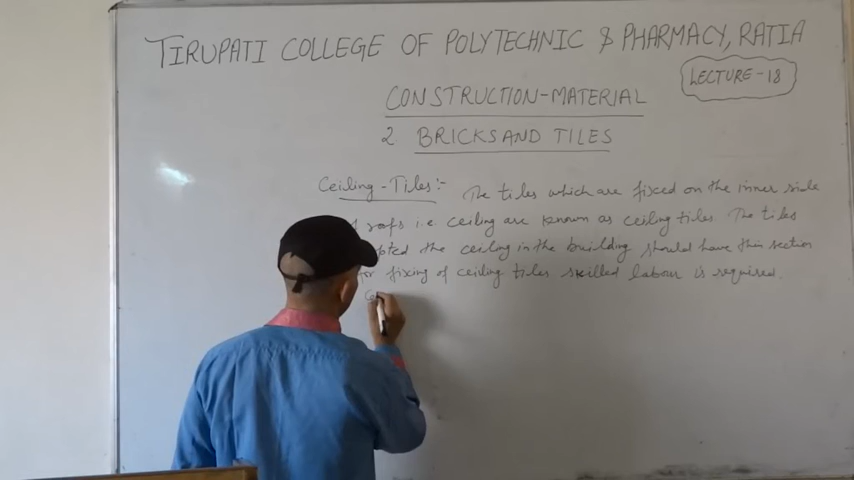 TIRUPATI COLLEGE OF POLYTECHNIC & PHARMACY, RATIA
LECTURE-18
CONSTRUCTION-MATERIAL
2 BRICKS AND TILES
Ceiling-Tiles:- The tiles which are fixed on the inner side
roofs i.e. ceiling are known as ceiling tiles. The tiles
the ceiling in the building should have thin section
for fixing of ceiling tiles skilled labour is required.